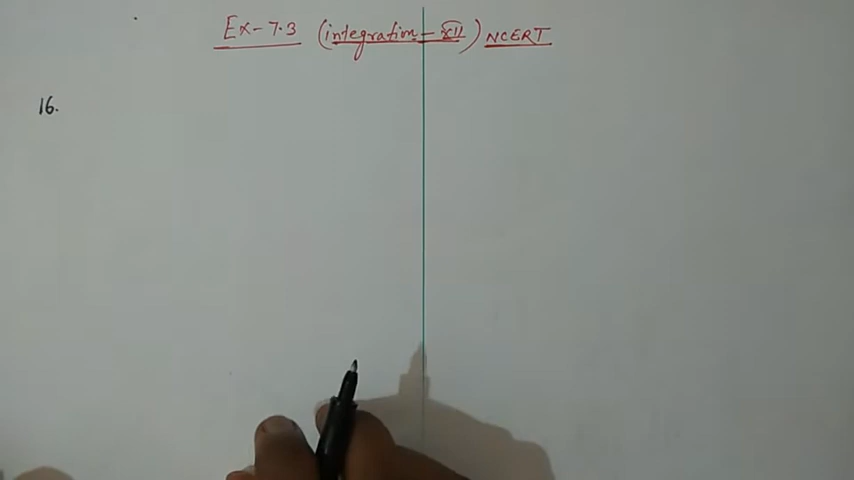 Ex-7.3 (integration - XII) NCERT
16.